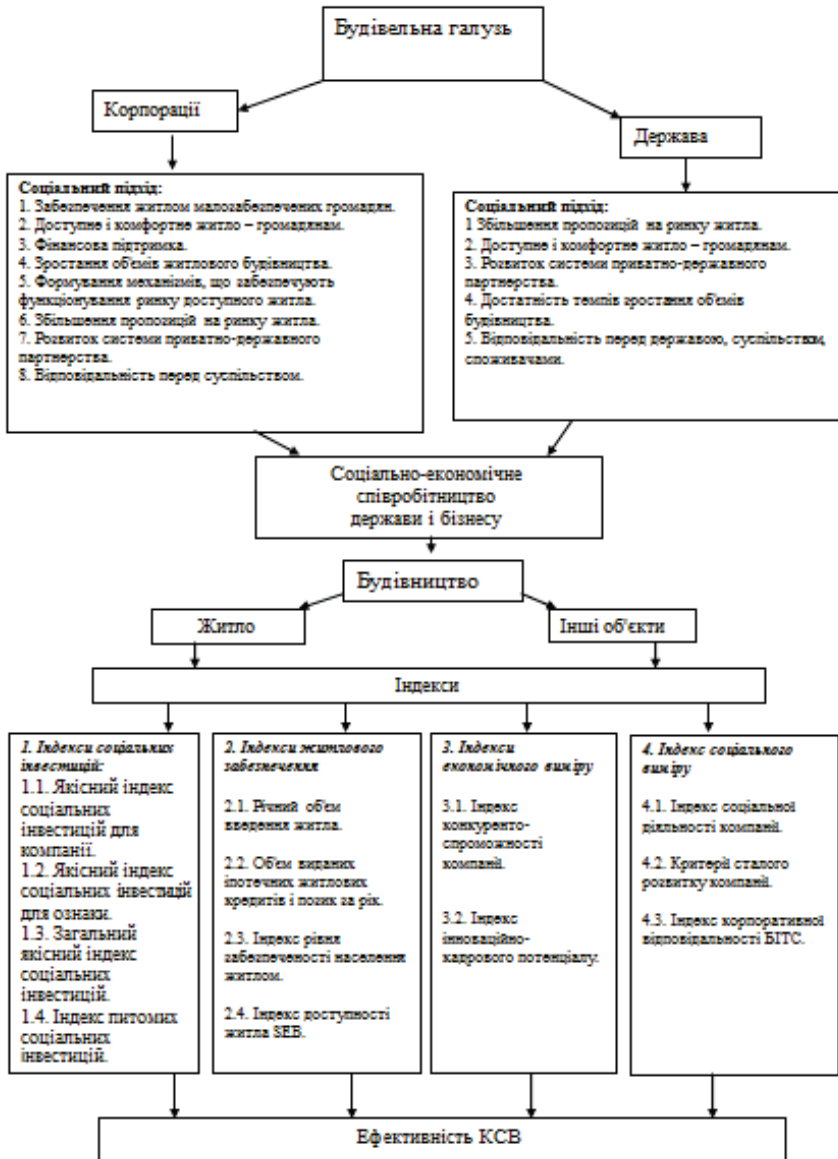 Будівельна галузь
Корпорації
Держава
Соціальний підхід:
1. Забезпечення житлом малозабезпечених громадян.
2. Доступне і комфортне житло – громадянам.
3. Фінансова підтримка.
4. Зростання об'ємів житлового будівництва.
5. Формування механізмів, що забезпечують
функціонування ринку доступного житла.
6. Збільшення пропозицій на ринку житла.
7. Розвиток системи приватно-державного
партнерства.
8. Відповідальність перед суспільством.
Соціальний підхід:
1 Збільшення пропозицій на ринку житла.
2. Доступне і комфортне житло – громадянам.
3. Розвиток системи приватно-державного
партнерства.
4. Достатність темпів зростання об'ємів
будівництва.
5. Відповідальність перед державою, суспільством,
споживачами.
Соціально-економічне
співробітництво
держави і бізнесу
Будівництво
Житло
Інші об'єкти
Індекси
1. Індекси соціальних
інвестицій:
1.1. Якісний індекс
соціальних
інвестицій для
компанії.
1.2. Якісний індекс
соціальних інвестицій
для ознаки.
1.3. Загальний
якісний індекс
соціальних
інвестицій.
1.4. Індекс питомих
соціальних
інвестицій.
2. Індекси житлового
забезпечення
2.1. Річний об'єм
введення житла.
2.2. Об'єм виданих
іпотечних житлових
кредитів і позик за рік.
2.3. Індекс рівня
забезпеченості населення
житлом.
2.4. Індекс доступності
житла SEB.
3. Індекси
економічного виміру
3.1. Індекс
конкуренто-
спроможності
компанії.
3.2. Індекс
інноваційно-
кадрового потенціалу.
4. Індекс соціального
виміру
4.1. Індекс соціальної
діяльності компанії.
4.2. Критерії сталого
розвитку компанії.
4.3. Індекс корпоративної
відповідальності БІТС.
Ефективність КСВ